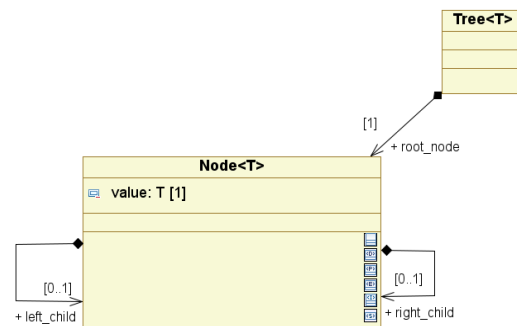 Tree<T>
[1]
+ root_node
Node<T>
value: T [1]
[0..1]
+ left_child
[0..1]
+ right_child